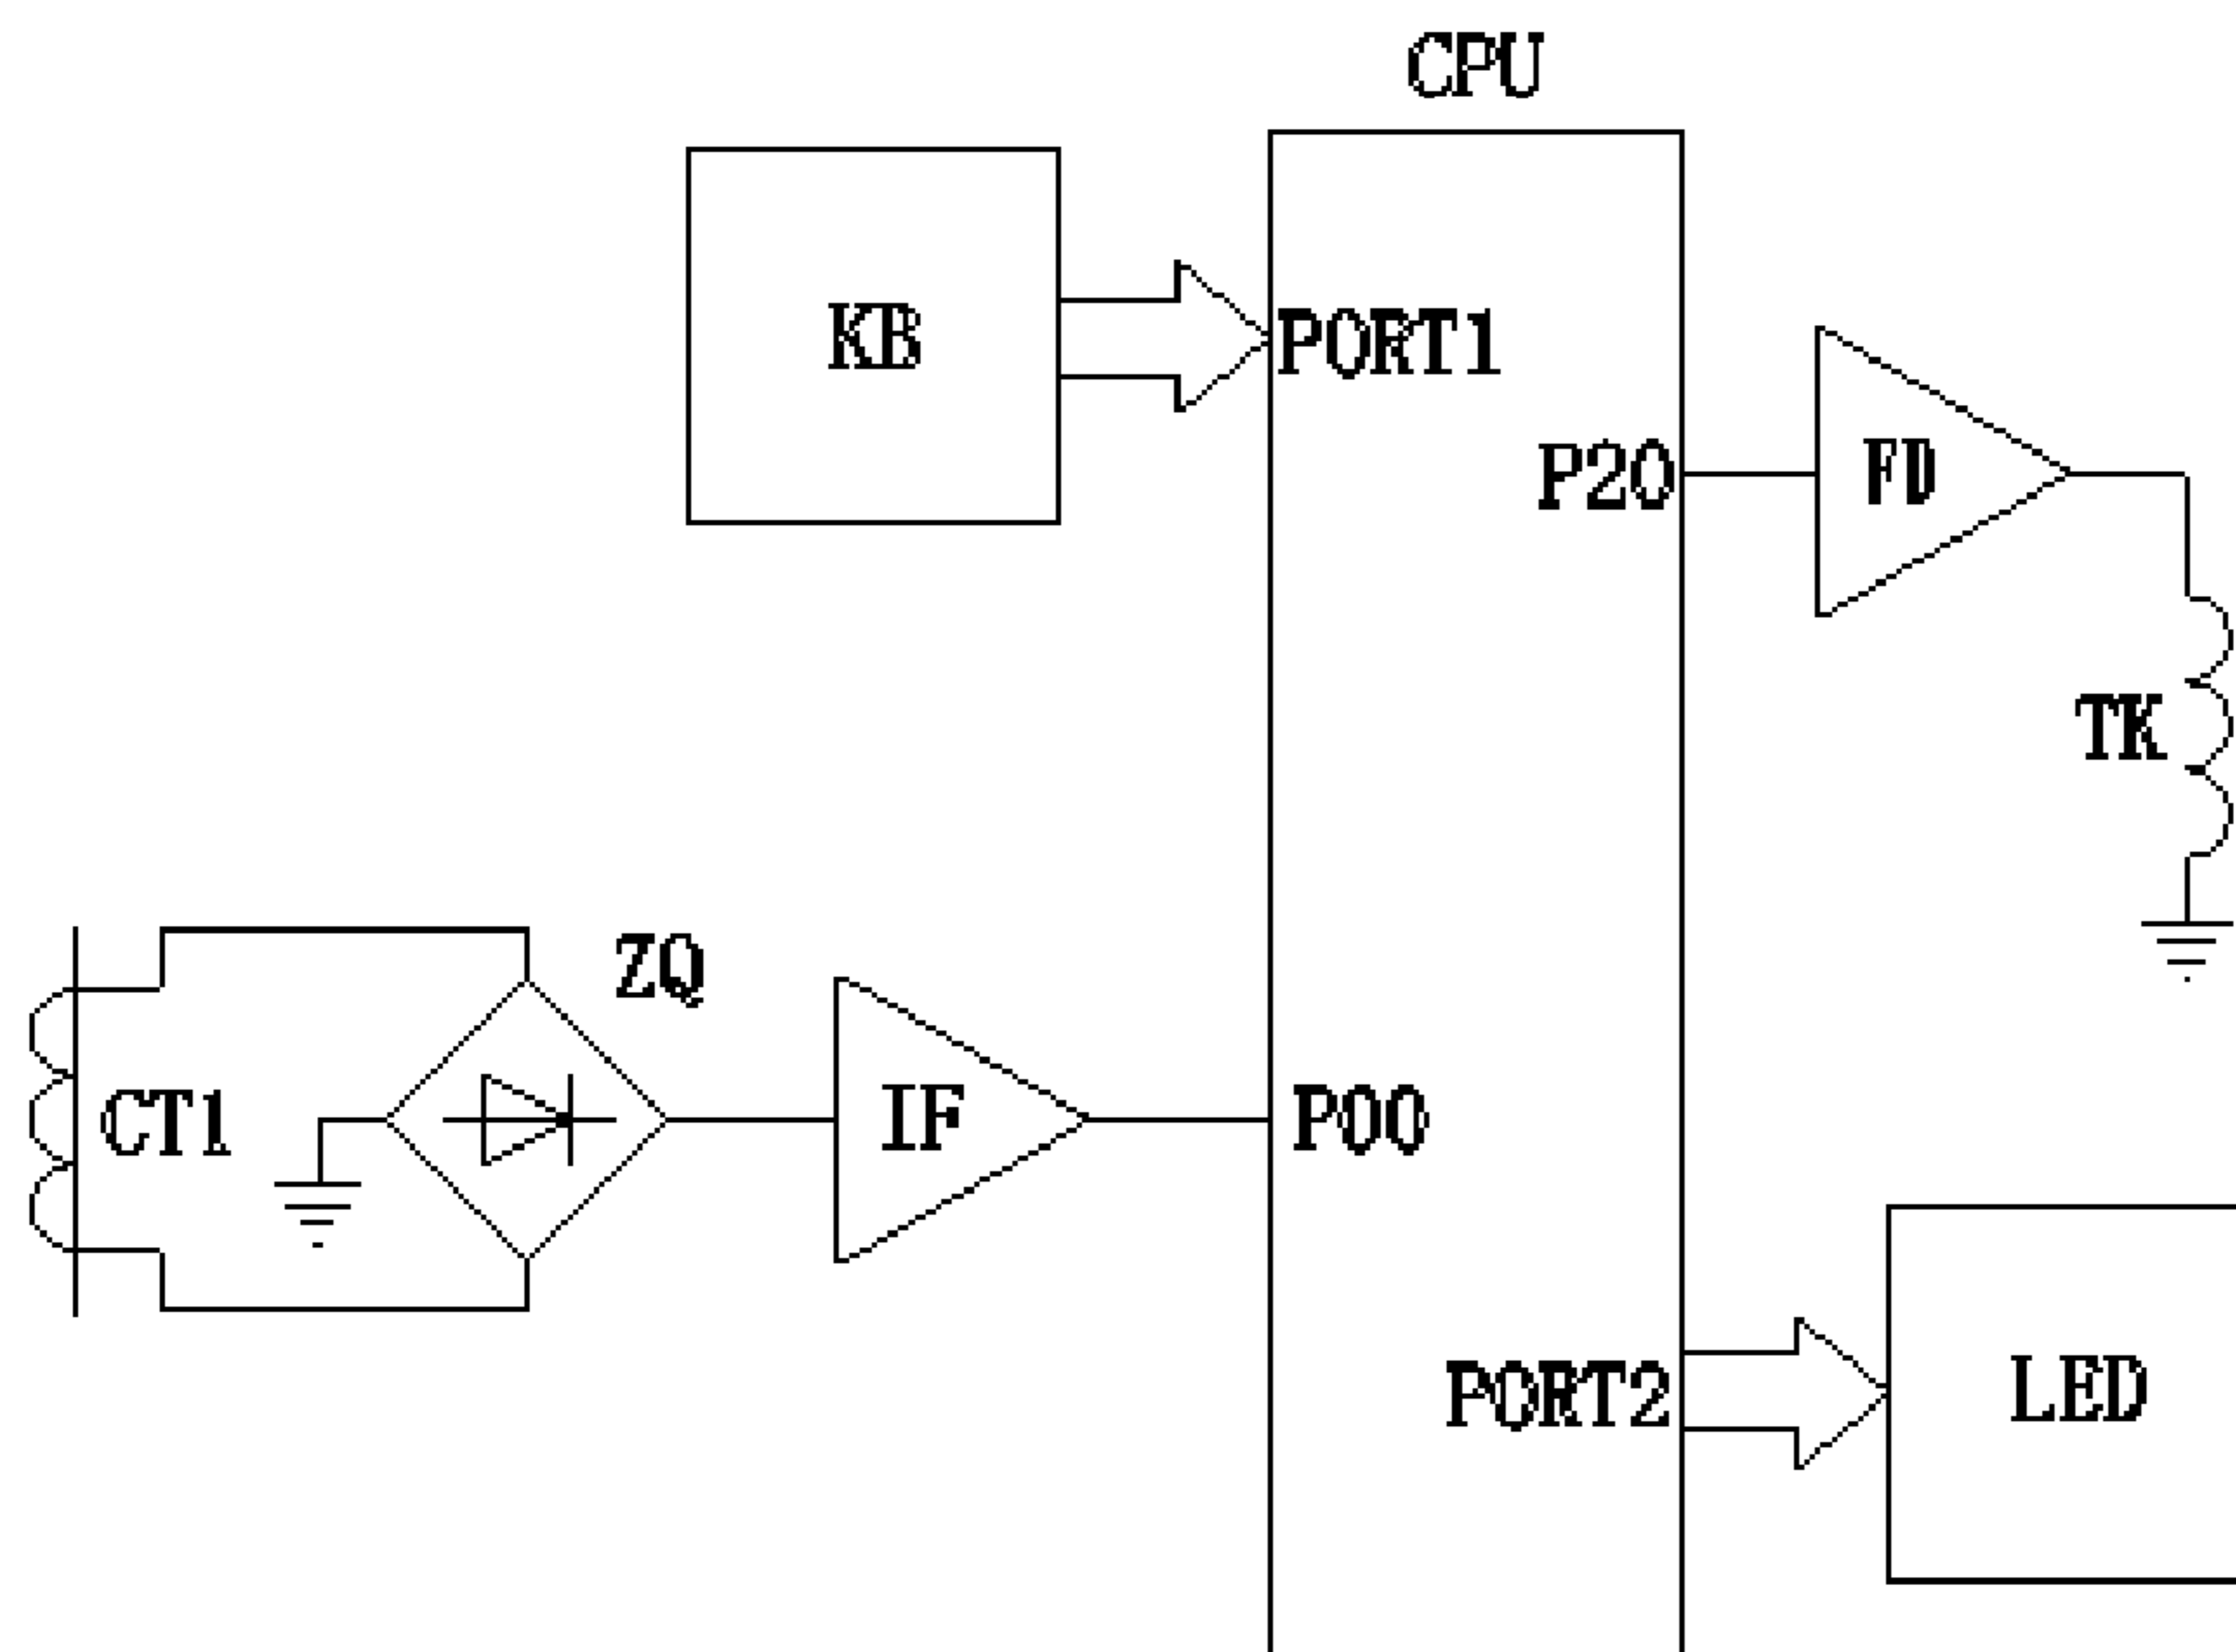 CPU
KB
PORT1
P20
FD
TK
ZQ
CT1
IF
P00
PORT2
LED